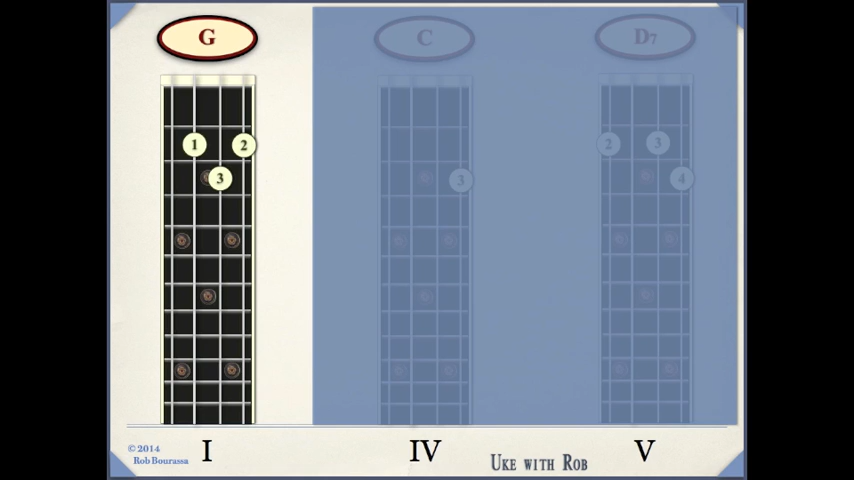 G
C
D7
1 2
3
3
2 3
4
© 2014
Rob Bourassa
I
IV
V
UKE WITH ROB